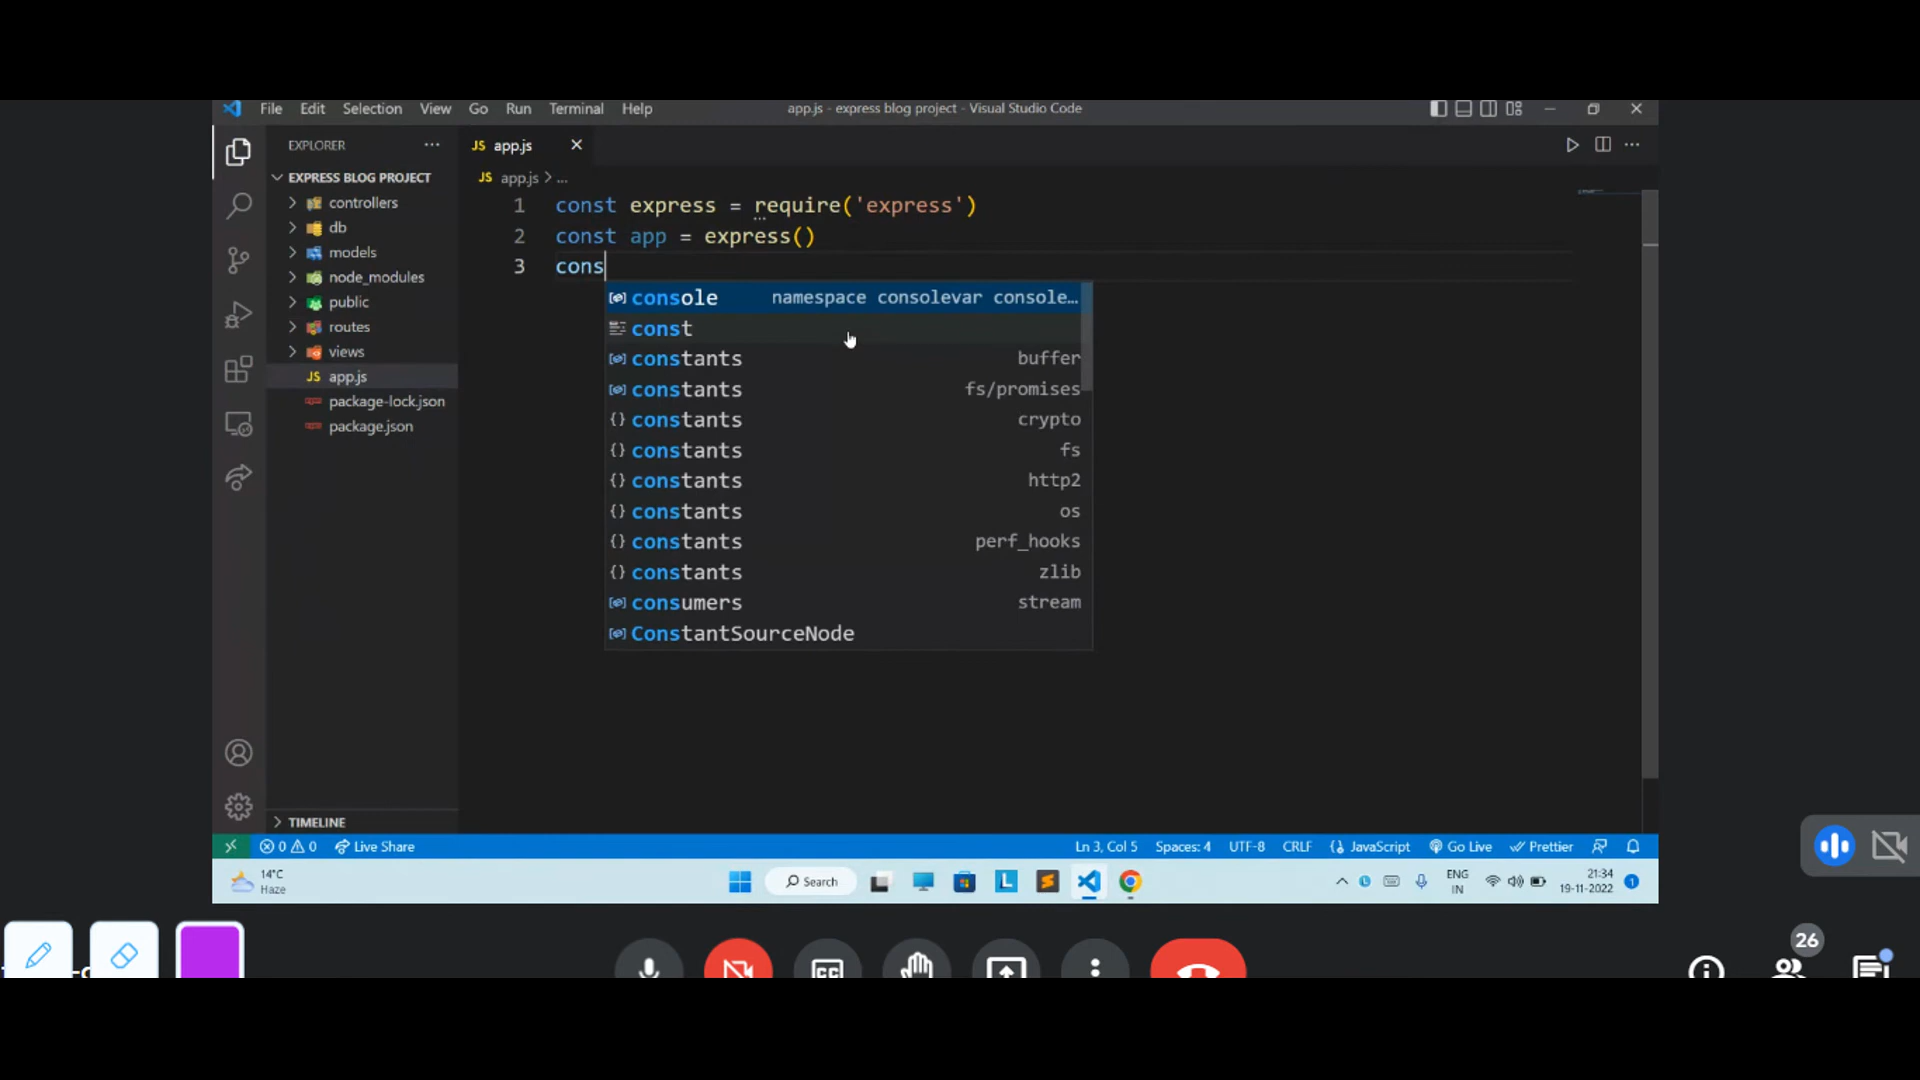 File Edit Selection View Go Run Terminal Help
app.js - express blog project - Visual Studio Code
EXPLORER
EXPRESS BLOG PROJECT
controllers
db
models
node_modules
public
routes
views
JS app.js
package-lock.json
package.json
TIMELINE
JS app.js
JS app.js > ...
1 const express = require('express')
2 const app = express()
3 cons
console namespace consolevar console…
const
constants buffer
constants fs/promises
{} constants crypto
{} constants fs
{} constants http2
{} constants os
{} constants perf_hooks
{} constants zlib
consumers stream
ConstantSourceNode
0 0 Live Share
Ln 3, Col 5 Spaces: 4 UTF-8 CRLF {} JavaScript Go Live Prettier
14°C
Haze
Search
L
S
ENG
IN
21:34
19-11-2022
1
CC
26